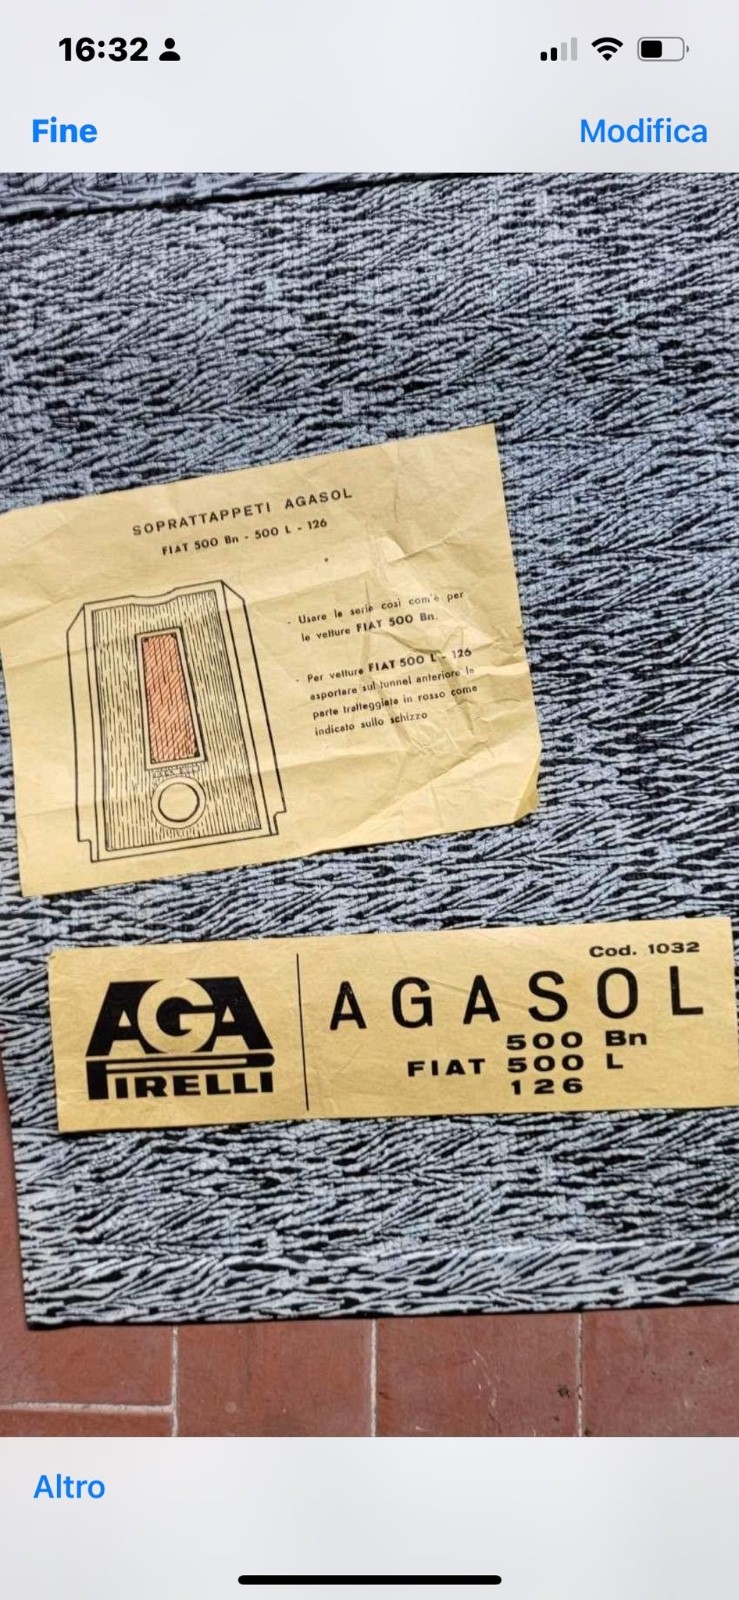 16:32
Fine
Modifica
SOPRATTAPPETI AGASOL
FIAT 500 Bn - 500 L - 126
- Usare la serie così com'è per
le vetture FIAT 500 Bn.
- Per vetture FIAT 500 L - 126
asportare sul tunnel anteriore la
parte tratteggiata in rosso come
indicato sullo schizzo
Cod. 1032
AGA
PIRELLI
AGASOL
500 Bn
FIAT 500 L
126
Altro